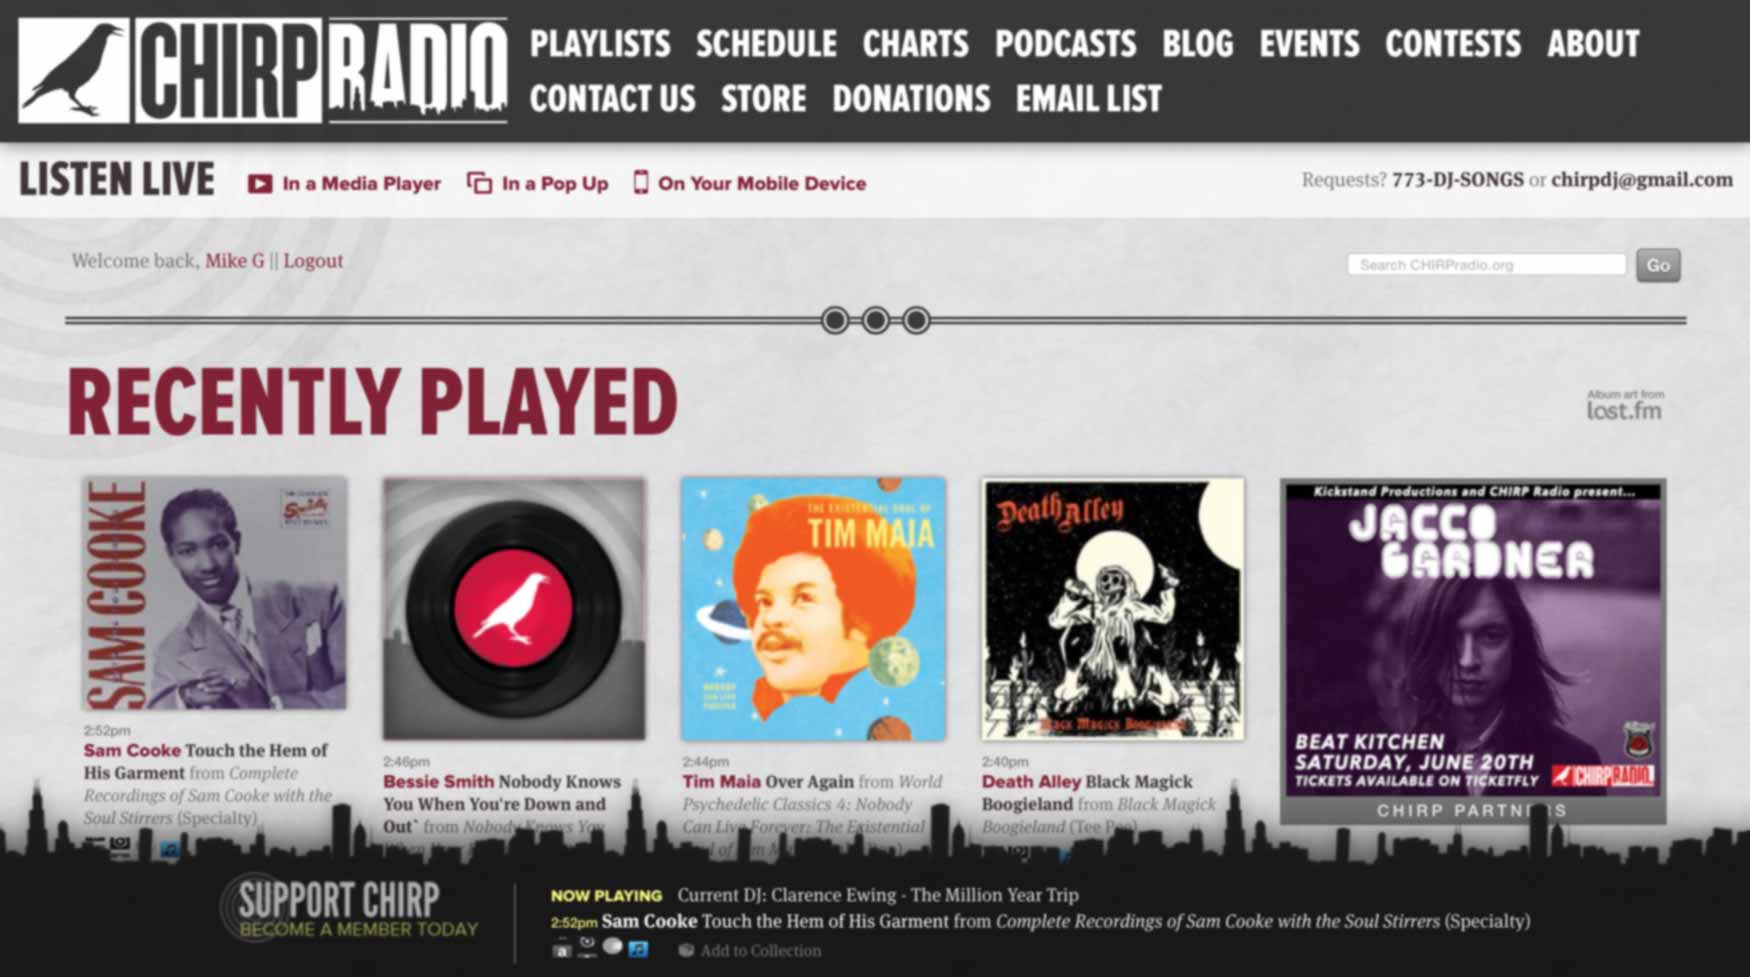 CHIRP RADIO
PLAYLISTS SCHEDULE CHARTS PODCASTS BLOG EVENTS CONTESTS ABOUT
CONTACT US STORE DONATIONS EMAIL LIST
LISTEN LIVE In a Media Player In a Pop Up On Your Mobile Device
Requests? 773-DJ-SONGS or chirpdj@gmail.com
Welcome back, Mike G || Logout
Search CHIRPradio.org Go
RECENTLY PLAYED
Album art from
last.fm
SAM COOKE
Specialty
2:52pm
Sam Cooke Touch the Hem of
His Garment from Complete
Recordings of Sam Cooke with the
Soul Stirrers (Specialty)
2:46pm
Bessie Smith Nobody Knows
You When You're Down and
Out` from Nobody Knows You
THE EXISTENTIAL SOUL OF
TIM MAIA
NOBODY
CAN LIVE
FOREVER
2:44pm
Tim Maia Over Again from World
Psychedelic Classics 4: Nobody
Can Live Forever: The Existential
Death Alley
Black Magick Boogieland
2:40pm
Death Alley Black Magick
Boogieland from Black Magick
Boogieland (Tee Pee)
Kickstand Productions and CHIRP Radio present...
JACCO
GARDNER
BEAT KITCHEN
SATURDAY, JUNE 20TH
TICKETS AVAILABLE ON TICKETFLY
CHIRP RADIO
CHIRP PARTNERS
SUPPORT CHIRP
BECOME A MEMBER TODAY
NOW PLAYING Current DJ: Clarence Ewing - The Million Year Trip
2:52pm Sam Cooke Touch the Hem of His Garment from Complete Recordings of Sam Cooke with the Soul Stirrers (Specialty)
a
Add to Collection